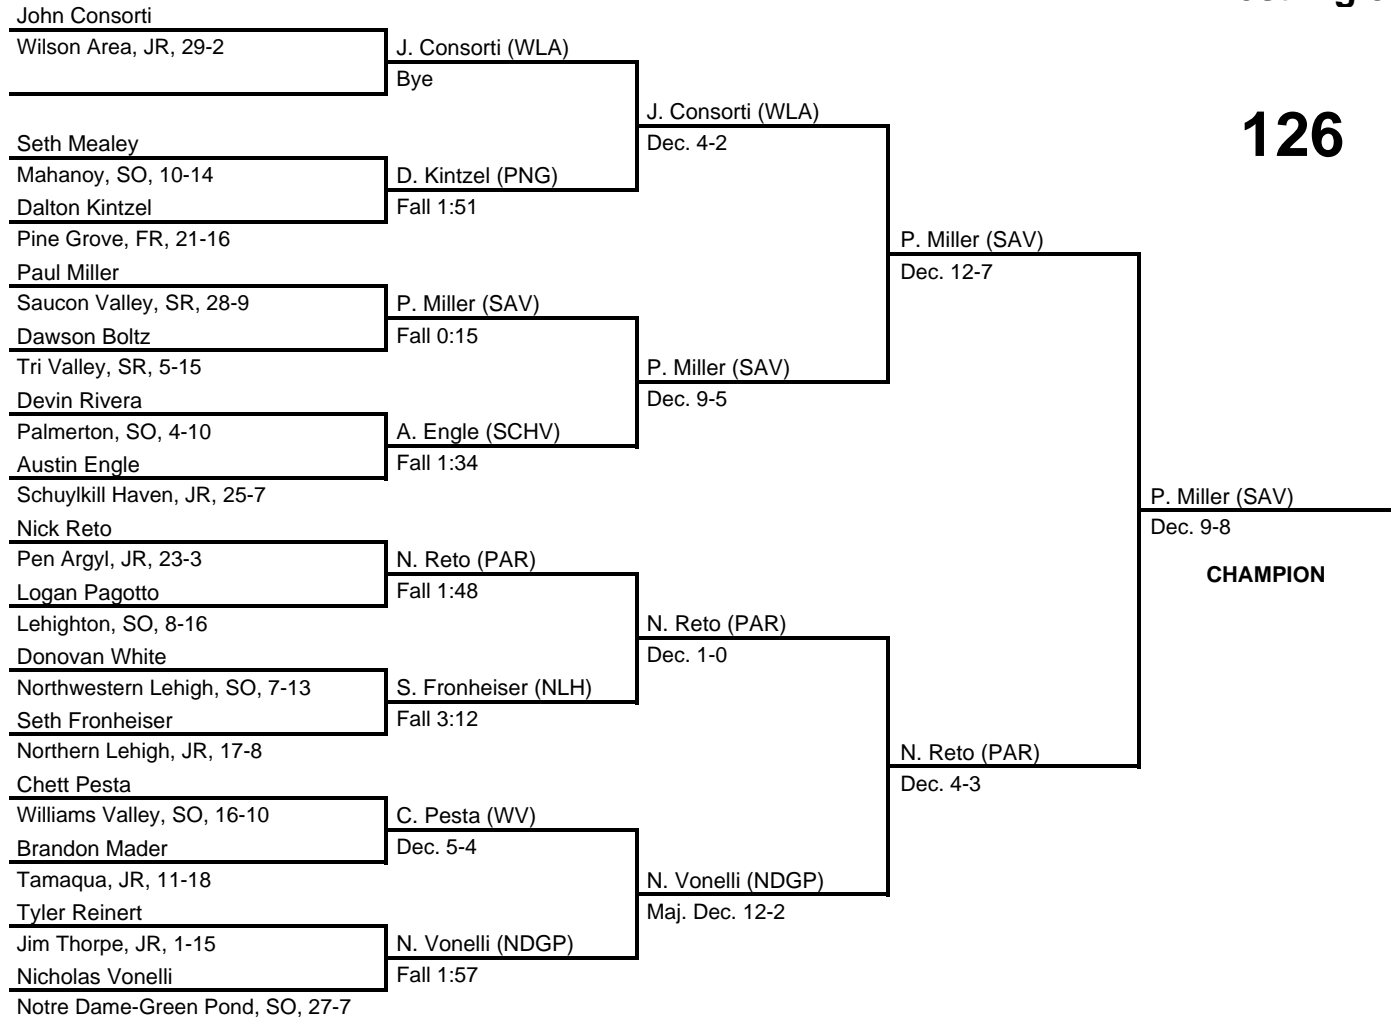 John Consorti
Wilson Area, JR, 29-2
J. Consorti (WLA)
Bye
J. Consorti (WLA)
Dec. 4-2
126
Seth Mealey
Mahanoy, SO, 10-14
D. Kintzel (PNG)
Dalton Kintzel
Fall 1:51
Pine Grove, FR, 21-16
P. Miller (SAV)
Dec. 12-7
Paul Miller
Saucon Valley, SR, 28-9
P. Miller (SAV)
Dawson Boltz
Fall 0:15
Tri Valley, SR, 5-15
P. Miller (SAV)
Dec. 9-5
Devin Rivera
Palmerton, SO, 4-10
A. Engle (SCHV)
Austin Engle
Fall 1:34
Schuylkill Haven, JR, 25-7
P. Miller (SAV)
Dec. 9-8
CHAMPION
Nick Reto
Pen Argyl, JR, 23-3
N. Reto (PAR)
Logan Pagotto
Fall 1:48
Lehighton, SO, 8-16
N. Reto (PAR)
Dec. 1-0
Donovan White
Northwestern Lehigh, SO, 7-13
S. Fronheiser (NLH)
Seth Fronheiser
Fall 3:12
Northern Lehigh, JR, 17-8
N. Reto (PAR)
Dec. 4-3
Chett Pesta
Williams Valley, SO, 16-10
C. Pesta (WV)
Brandon Mader
Dec. 5-4
Tamaqua, JR, 11-18
N. Vonelli (NDGP)
Maj. Dec. 12-2
Tyler Reinert
Jim Thorpe, JR, 1-15
N. Vonelli (NDGP)
Nicholas Vonelli
Fall 1:57
Notre Dame-Green Pond, SO, 27-7